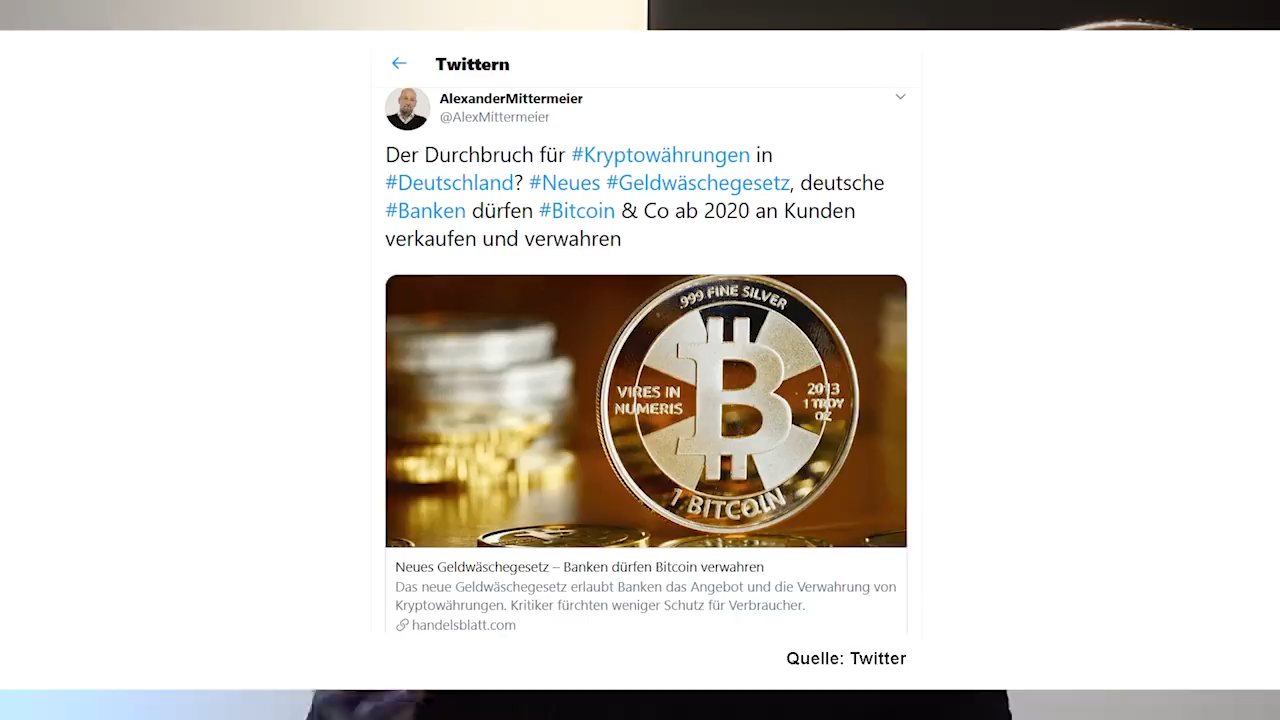 Twittern
AlexanderMittermeier
@AlexMittermeier
Der Durchbruch für #Kryptowährungen in
#Deutschland? #Neues #Geldwäschegesetz, deutsche
#Banken dürfen #Bitcoin & Co ab 2020 an Kunden
verkaufen und verwahren
.999 FINE SILVER
VIRES IN
NUMERIS
2013
1 TROY
OZ
1 BITCOIN
Neues Geldwäschegesetz – Banken dürfen Bitcoin verwahren
Das neue Geldwäschegesetz erlaubt Banken das Angebot und die Verwahrung von
Kryptowährungen. Kritiker fürchten weniger Schutz für Verbraucher.
handelsblatt.com
Quelle: Twitter